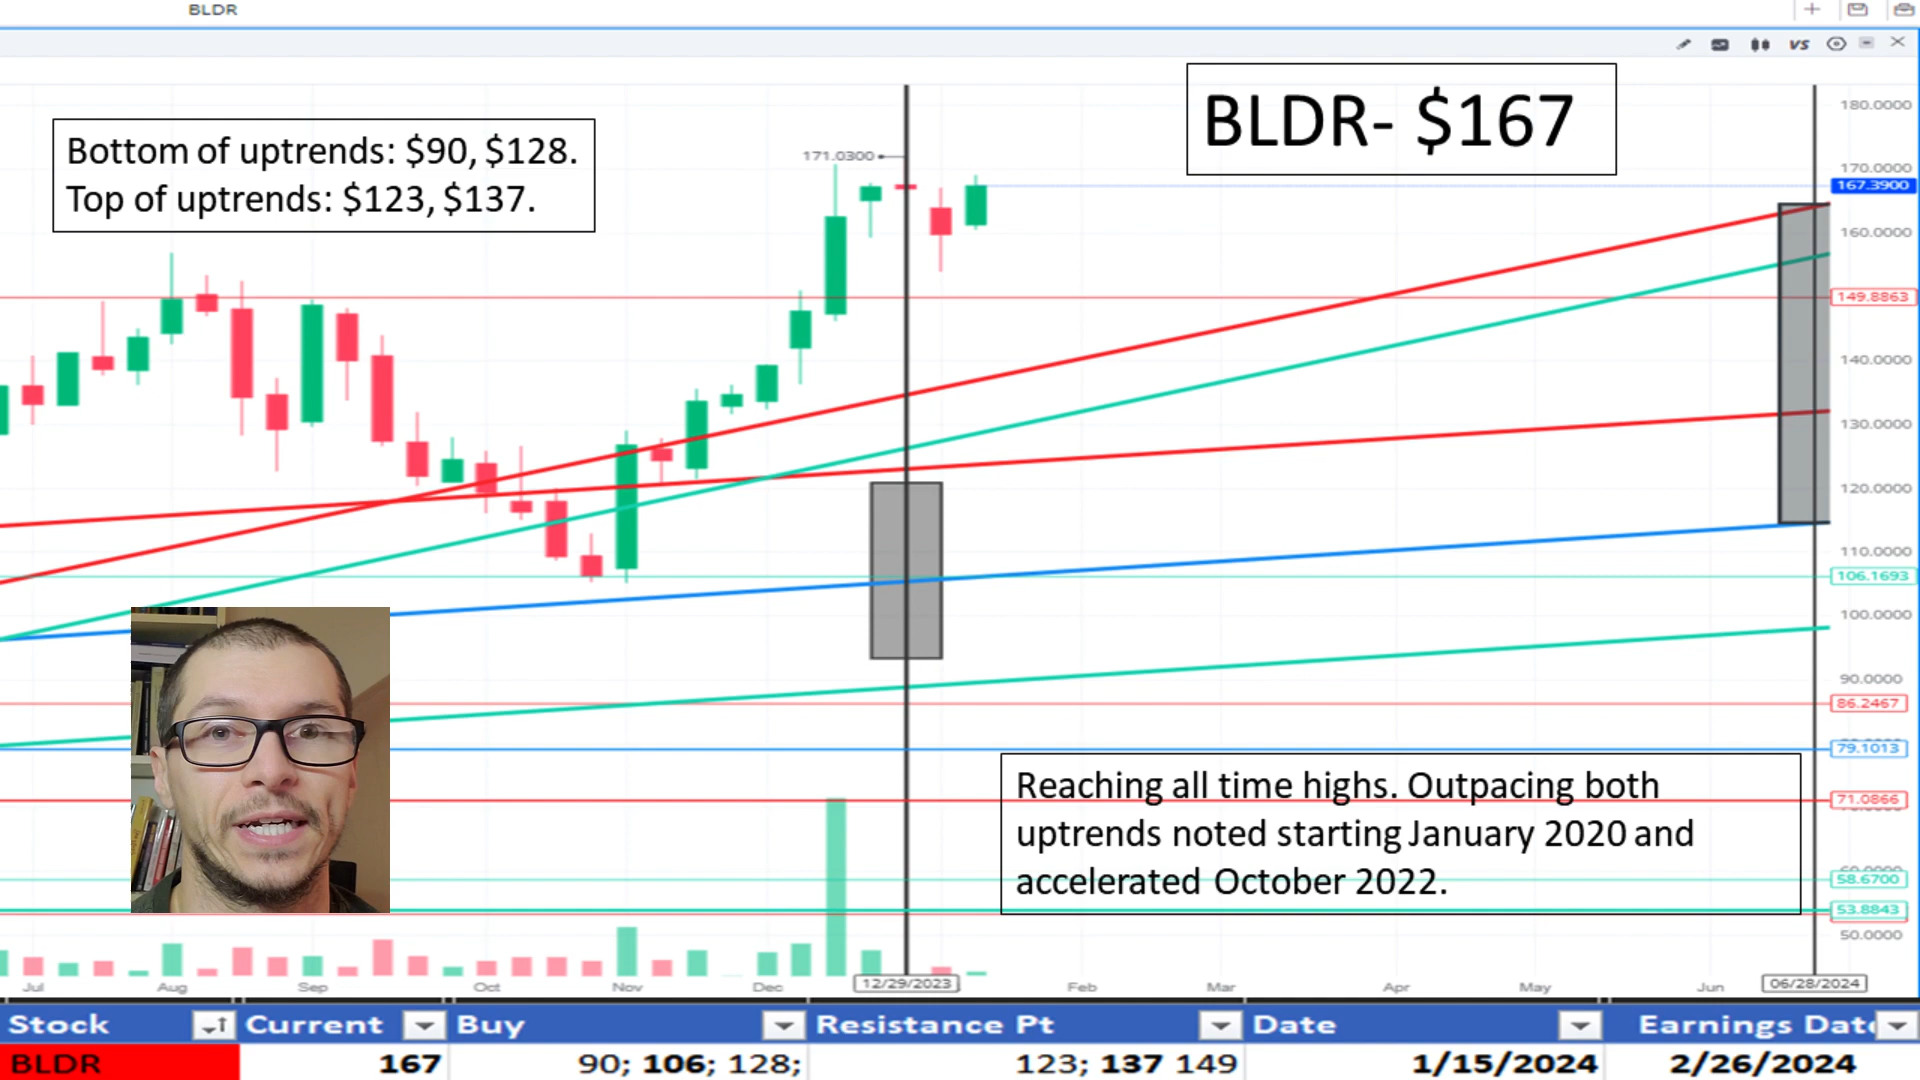 BLDR
VS
BLDR- $167
Bottom of uptrends: $90, $128.
Top of uptrends: $123, $137.
171.0300
180.0000
170.0000
167.3900
160.0000
149.8863
140.0000
130.0000
120.0000
110.0000
106.1693
100.0000
90.0000
86.2467
79.1013
71.0866
58.6700
53.8843
50.0000
Reaching all time highs. Outpacing both
uptrends noted starting January 2020 and
accelerated October 2022.
Jul Aug Sep Oct Nov Dec 12/29/2023 Feb Mar Apr May Jun 06/28/2024
Stock Current Buy Resistance Pt Date Earnings Date
BLDR 167 90; 106; 128; 123; 137 149 1/15/2024 2/26/2024